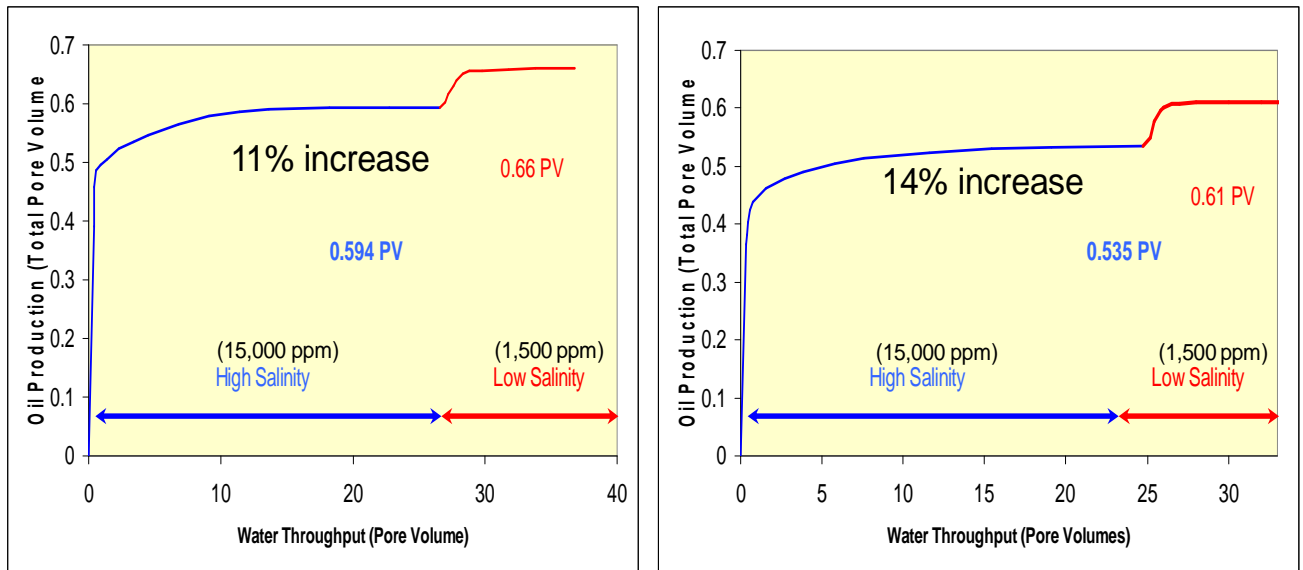 Oil Production (Total Pore Volume)
0.7
0.6
0.5
0.4
0.3
0.2
0.1
0
11% increase
0.66 PV
0.594 PV
(15,000 ppm)
(1,500 ppm)
High Salinity
Low Salinity
0
10
20
30
40
Water Throughput (Pore Volume)
Oil Production (Total Pore Volume
0.7
0.6
0.5
0.4
0.3
0.2
0.1
0
14% increase
0.61 PV
0.535 PV
(15,000 ppm)
(1,500 ppm)
High Salinity
Low Salinity
0
5
10
15
20
25
30
Water Throughput (Pore Volumes)